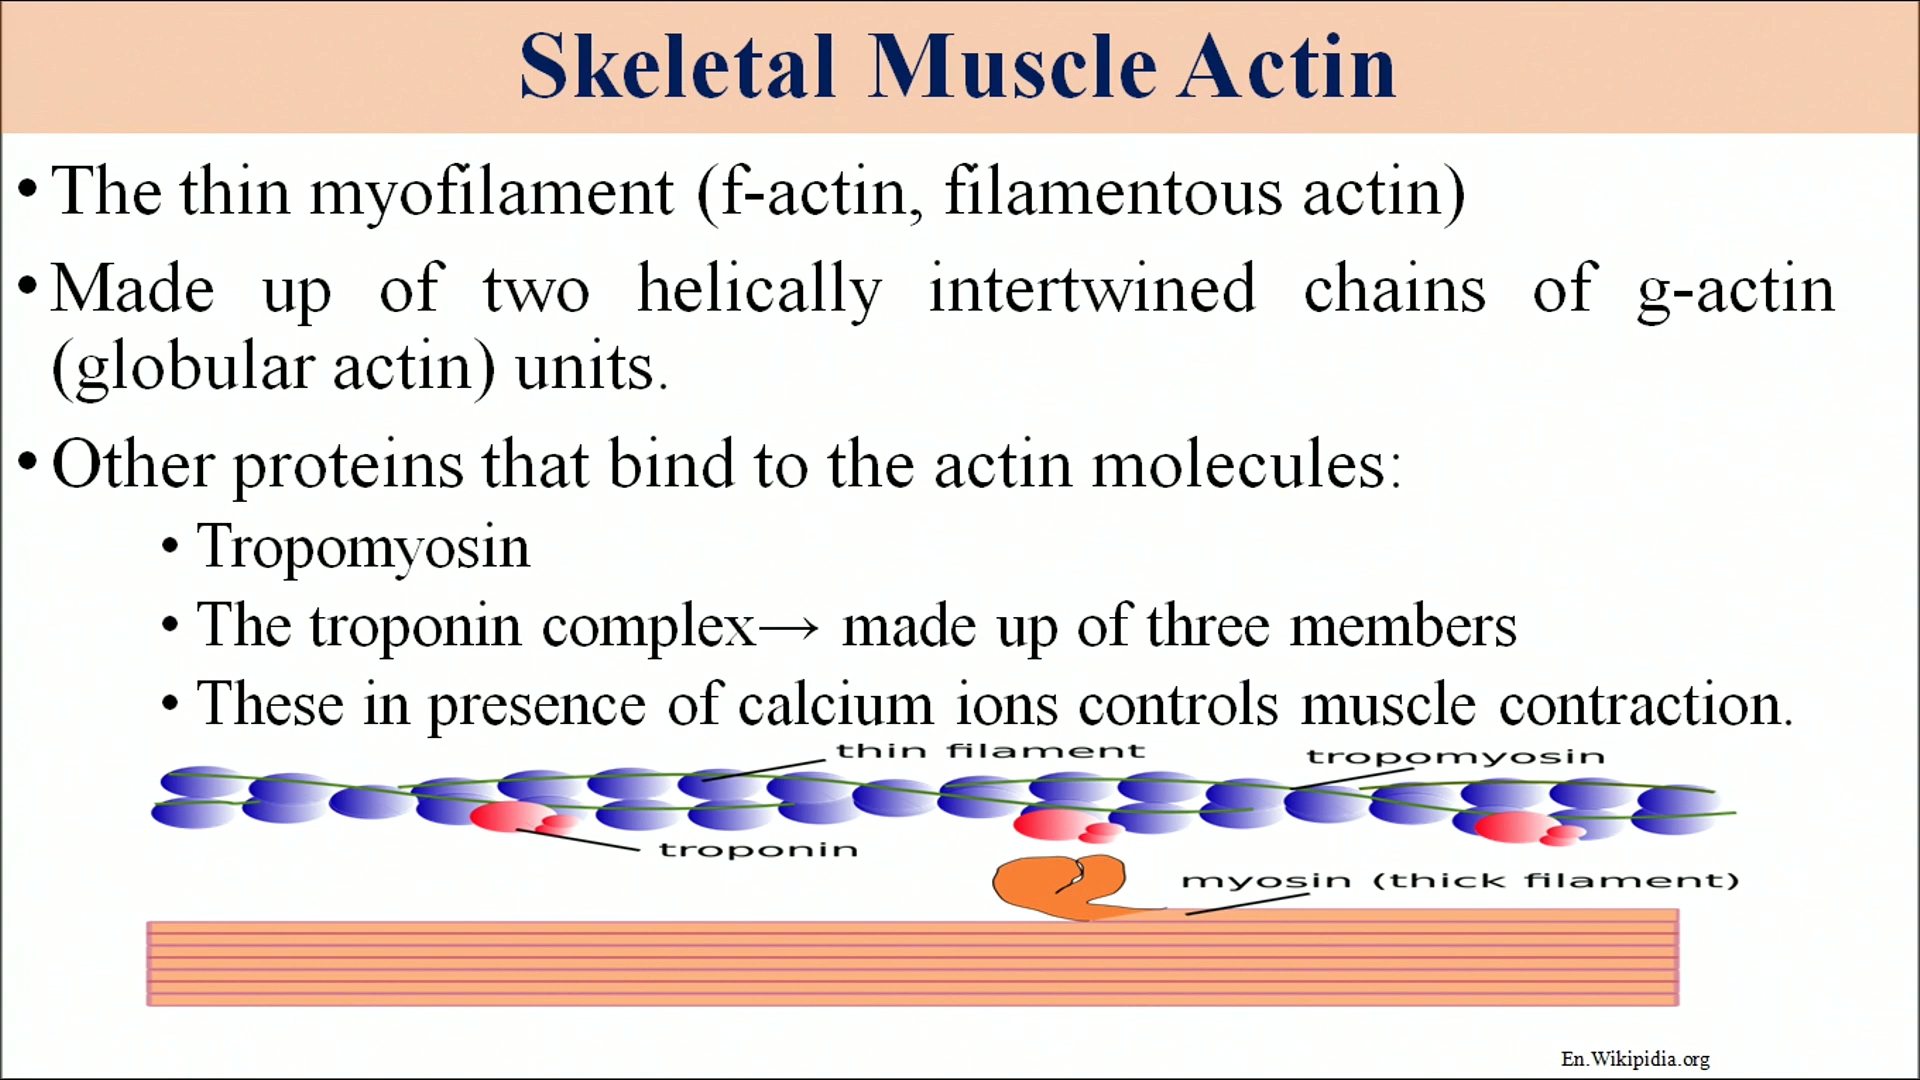 Skeletal Muscle Actin
• The thin myofilament (f-actin, filamentous actin)
• Made up of two helically intertwined chains of g-actin
(globular actin) units.
• Other proteins that bind to the actin molecules:
• Tropomyosin
• The troponin complex→ made up of three members
• These in presence of calcium ions controls muscle contraction.
thin filament
tropomyosin
troponin
myosin (thick filament)
En.Wikipidia.org